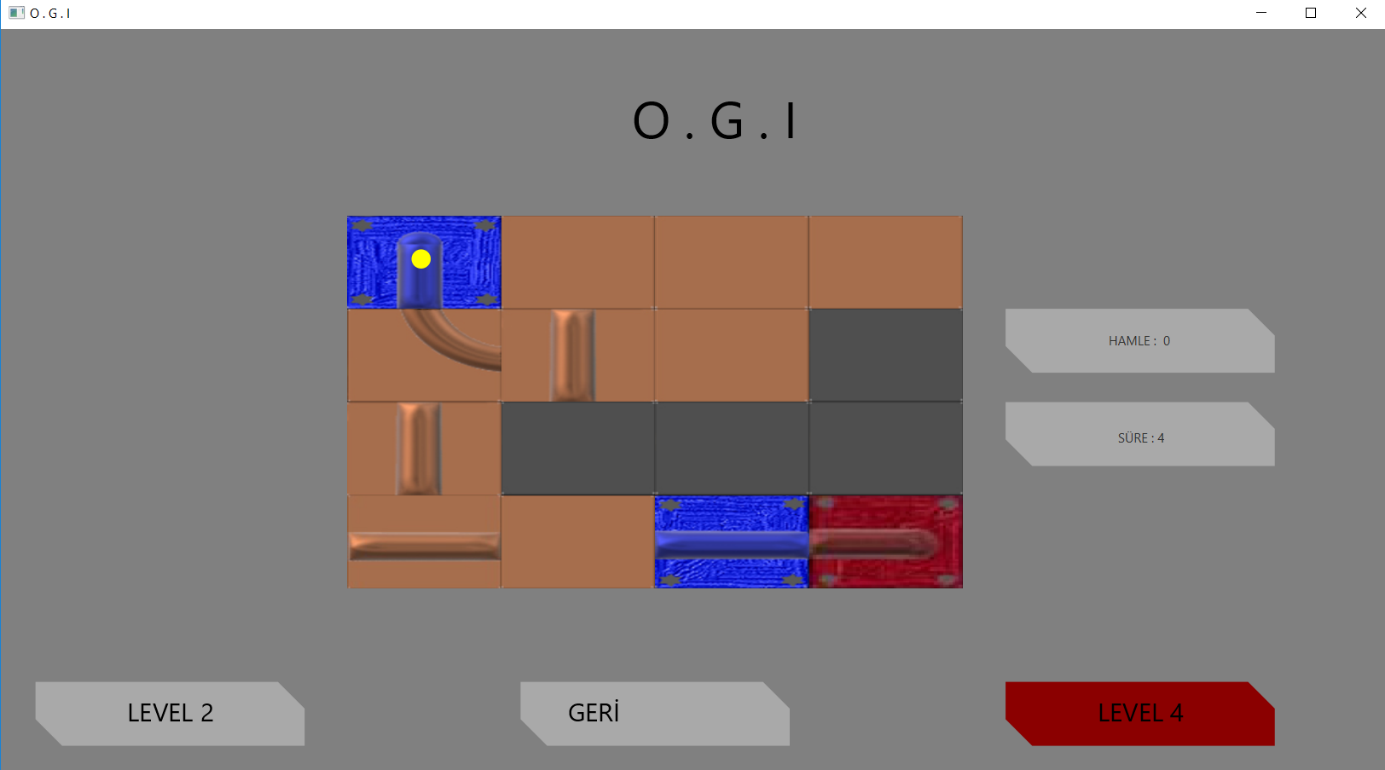 O . G . I
O . G . I
HAMLE : 0
SÜRE : 4
LEVEL 2
GERİ
LEVEL 4